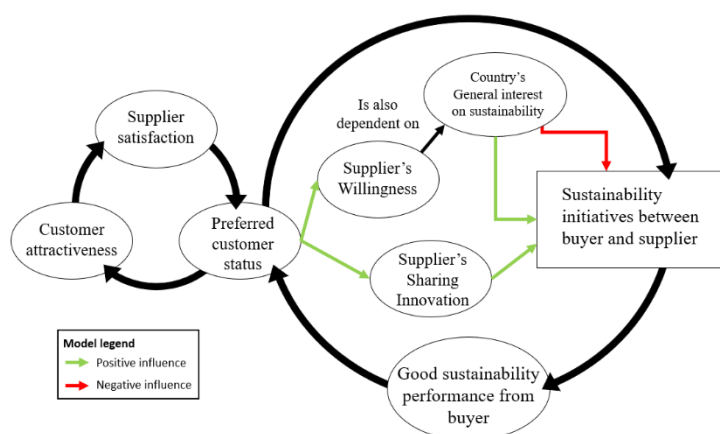 Country's
General interest
on sustainability
Is also
dependent on
Supplier
satisfaction
Supplier's
Willingness
Sustainability
initiatives between
buyer and supplier
Customer
attractiveness
Preferred
customer
status
Supplier's
Sharing
Innovation
Model legend
Positive influence
Negative influence
Good sustainability
performance from
buyer